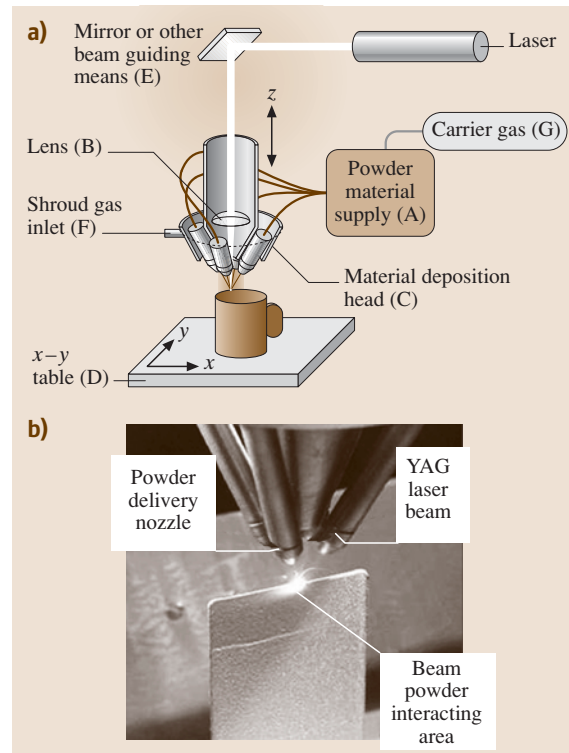 a)
Mirror or other
beam guiding
means (E)
Laser
z
Carrier gas (G)
Lens (B)
Powder
material
supply (A)
Shroud gas
inlet (F)
Material deposition
head (C)
y
x
x–y
table (D)
b)
Powder
delivery
nozzle
YAG
laser
beam
Beam
powder
interacting
area